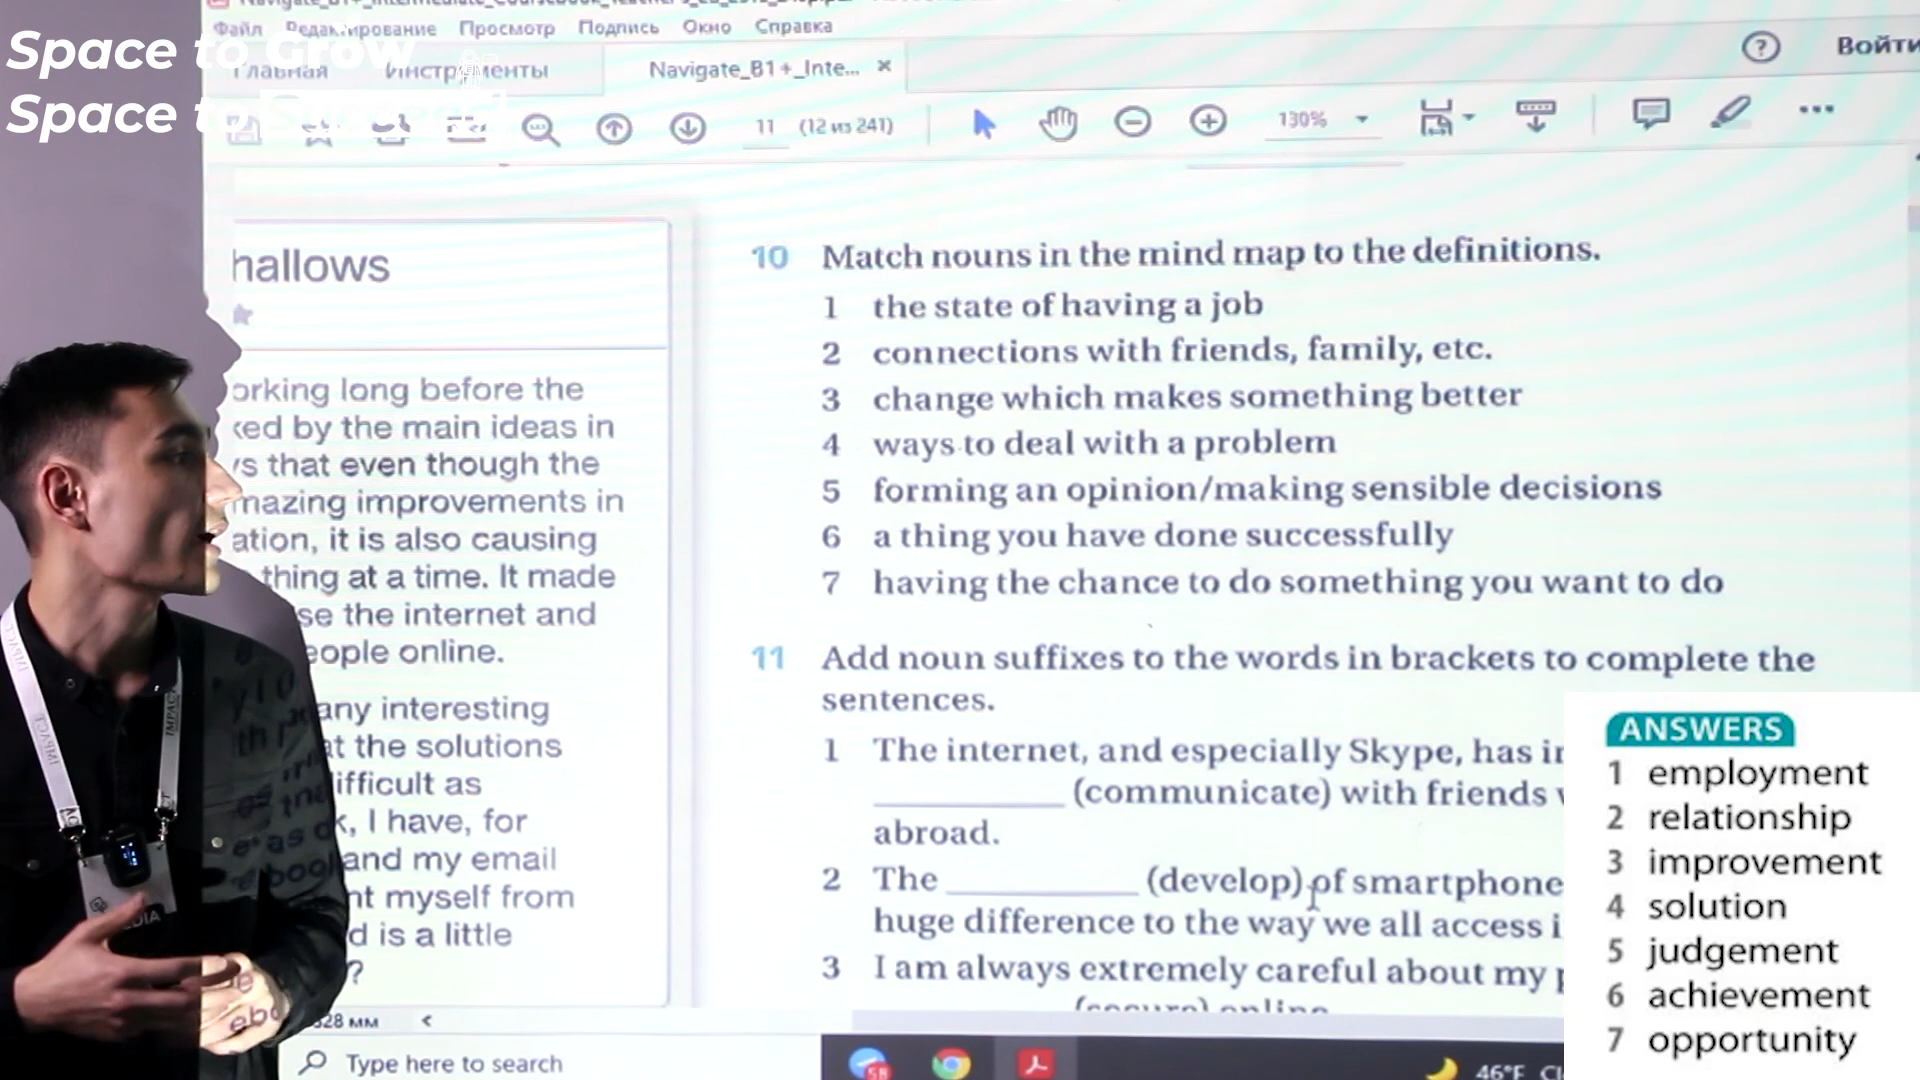 Space to Grow
Space to
Файл Редактирование Просмотр Подпись Окно Справка
Главная Инструменты Navigate_B1+_Inte... ×
Войти
11 (12 из 241) 130%
hallows
orking long before the
ked by the main ideas in
ys that even though the
mazing improvements in
ation, it is also causing
thing at a time. It made
se the internet and
eople online.
any interesting
at the solutions
ifficult as
k, I have, for
and my email
nt myself from
d is a little
?
10 Match nouns in the mind map to the definitions.
1 the state of having a job
2 connections with friends, family, etc.
3 change which makes something better
4 ways to deal with a problem
5 forming an opinion/making sensible decisions
6 a thing you have done successfully
7 having the chance to do something you want to do
11 Add noun suffixes to the words in brackets to complete the
sentences.
1 The internet, and especially Skype, has
__________ (communicate) with friends
abroad.
2 The __________ (develop) of smartphone
huge difference to the way we all access
3 I am always extremely careful about my
(secure) online
ANSWERS
1 employment
2 relationship
3 improvement
4 solution
5 judgement
6 achievement
7 opportunity
IMPACT
Type here to search
58
46°F